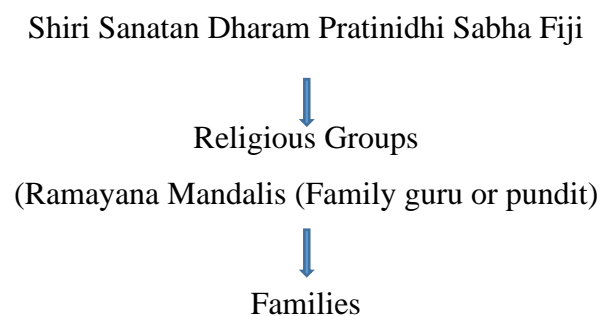 Shiri Sanatan Dharam Pratinidhi Sabha Fiji
Religious Groups
(Ramayana Mandalis (Family guru or pundit)
Families